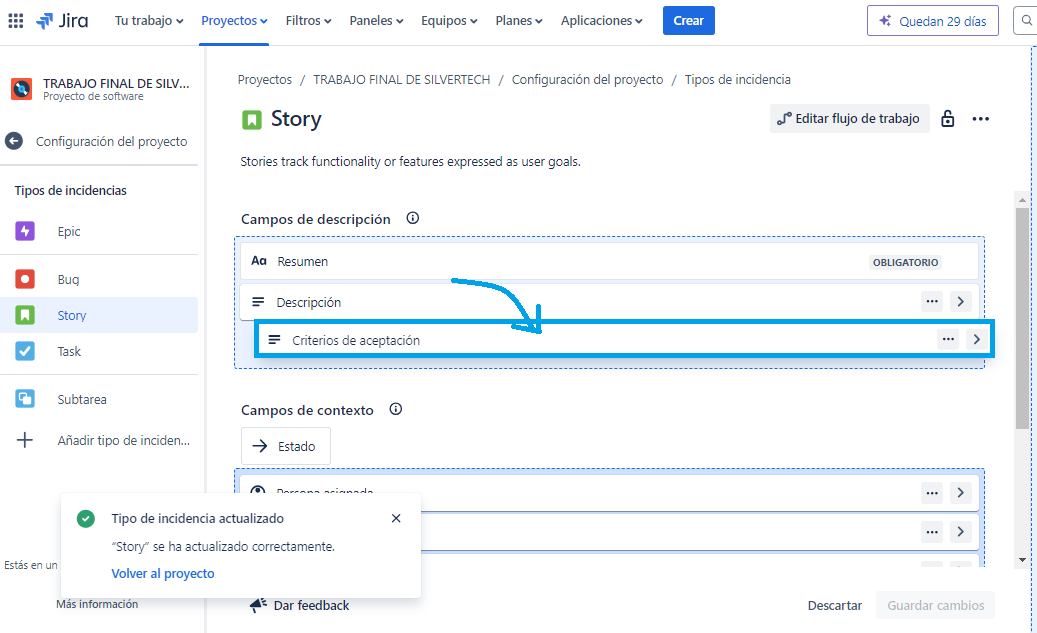 Jira Tu trabajo Proyectos Filtros Paneles Equipos Planes Aplicaciones Crear Quedan 29 días
TRABAJO FINAL DE SILV...
Proyecto de software
Configuración del proyecto
Tipos de incidencias
Epic
Bug
Story
Task
Subtarea
Añadir tipo de inciden...
Estás en un
Más información
Proyectos / TRABAJO FINAL DE SILVERTECH / Configuración del proyecto / Tipos de incidencia
Story
Editar flujo de trabajo
Stories track functionality or features expressed as user goals.
Campos de descripción
Aa Resumen OBLIGATORIO
Descripción
Criterios de aceptación
Campos de contexto
Estado
Persona asignada
Tipo de incidencia actualizado
“Story” se ha actualizado correctamente.
Volver al proyecto
Dar feedback
Descartar
Guardar cambios